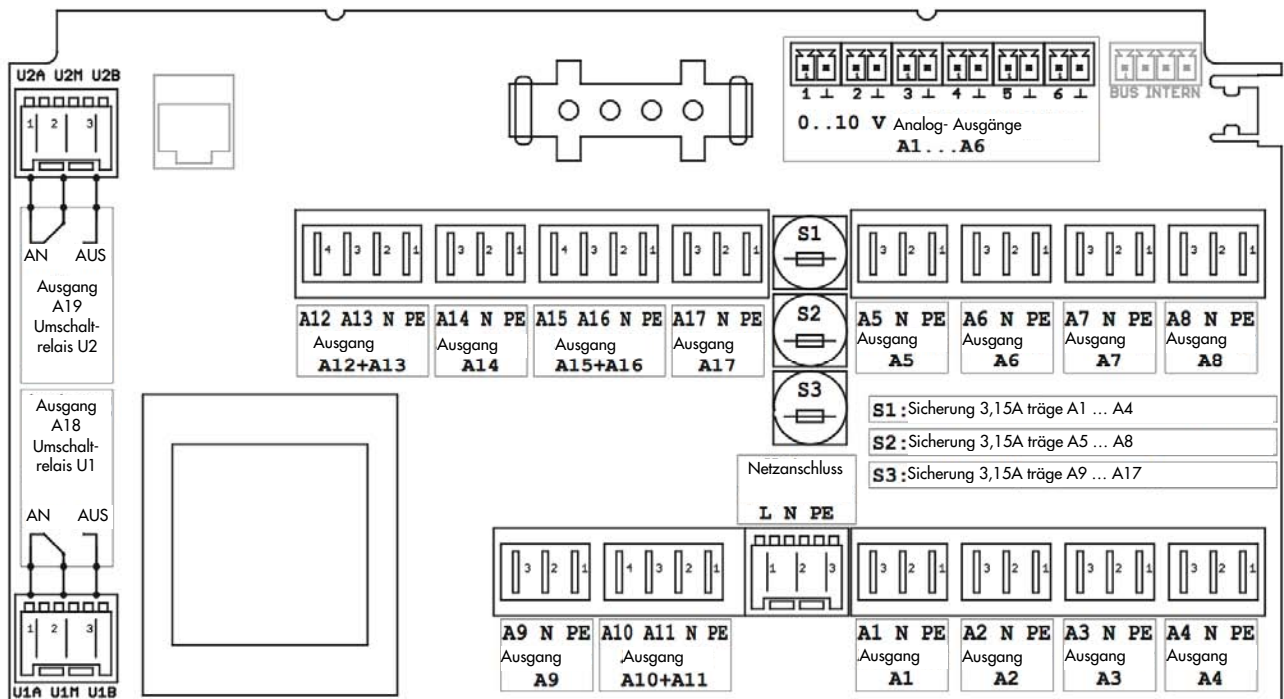 U2A U2M U2B
1 2 3
AN AUS
Ausgang
A19
Umschalt-
relais U2
Ausgang
A18
Umschalt-
relais U1
AN AUS
1 2 3
U1A U1M U1B
1 ⊥ 2 ⊥ 3 ⊥ 4 ⊥ 5 ⊥ 6 ⊥
0..10 V Analog- Ausgänge
A1...A6
BUS INTERN
4 3 2 1
A12 A13 N PE
Ausgang
A12+A13
3 2 1
A14 N PE
Ausgang
A14
4 3 2 1
A15 A16 N PE
Ausgang
A15+A16
3 2 1
A17 N PE
Ausgang
A17
S1
S2
S3
3 2 1
A5 N PE
Ausgang
A5
3 2 1
A6 N PE
Ausgang
A6
3 2 1
A7 N PE
Ausgang
A7
3 2 1
A8 N PE
Ausgang
A8
S1:Sicherung 3,15A träge A1 ... A4
S2:Sicherung 3,15A träge A5 ... A8
S3:Sicherung 3,15A träge A9 ... A17
Netzanschluss
L N PE
1 2 3
3 2 1
A9 N PE
Ausgang
A9
4 3 2 1
A10 A11 N PE
Ausgang
A10+A11
3 2 1
A1 N PE
Ausgang
A1
3 2 1
A2 N PE
Ausgang
A2
3 2 1
A3 N PE
Ausgang
A3
3 2 1
A4 N PE
Ausgang
A4